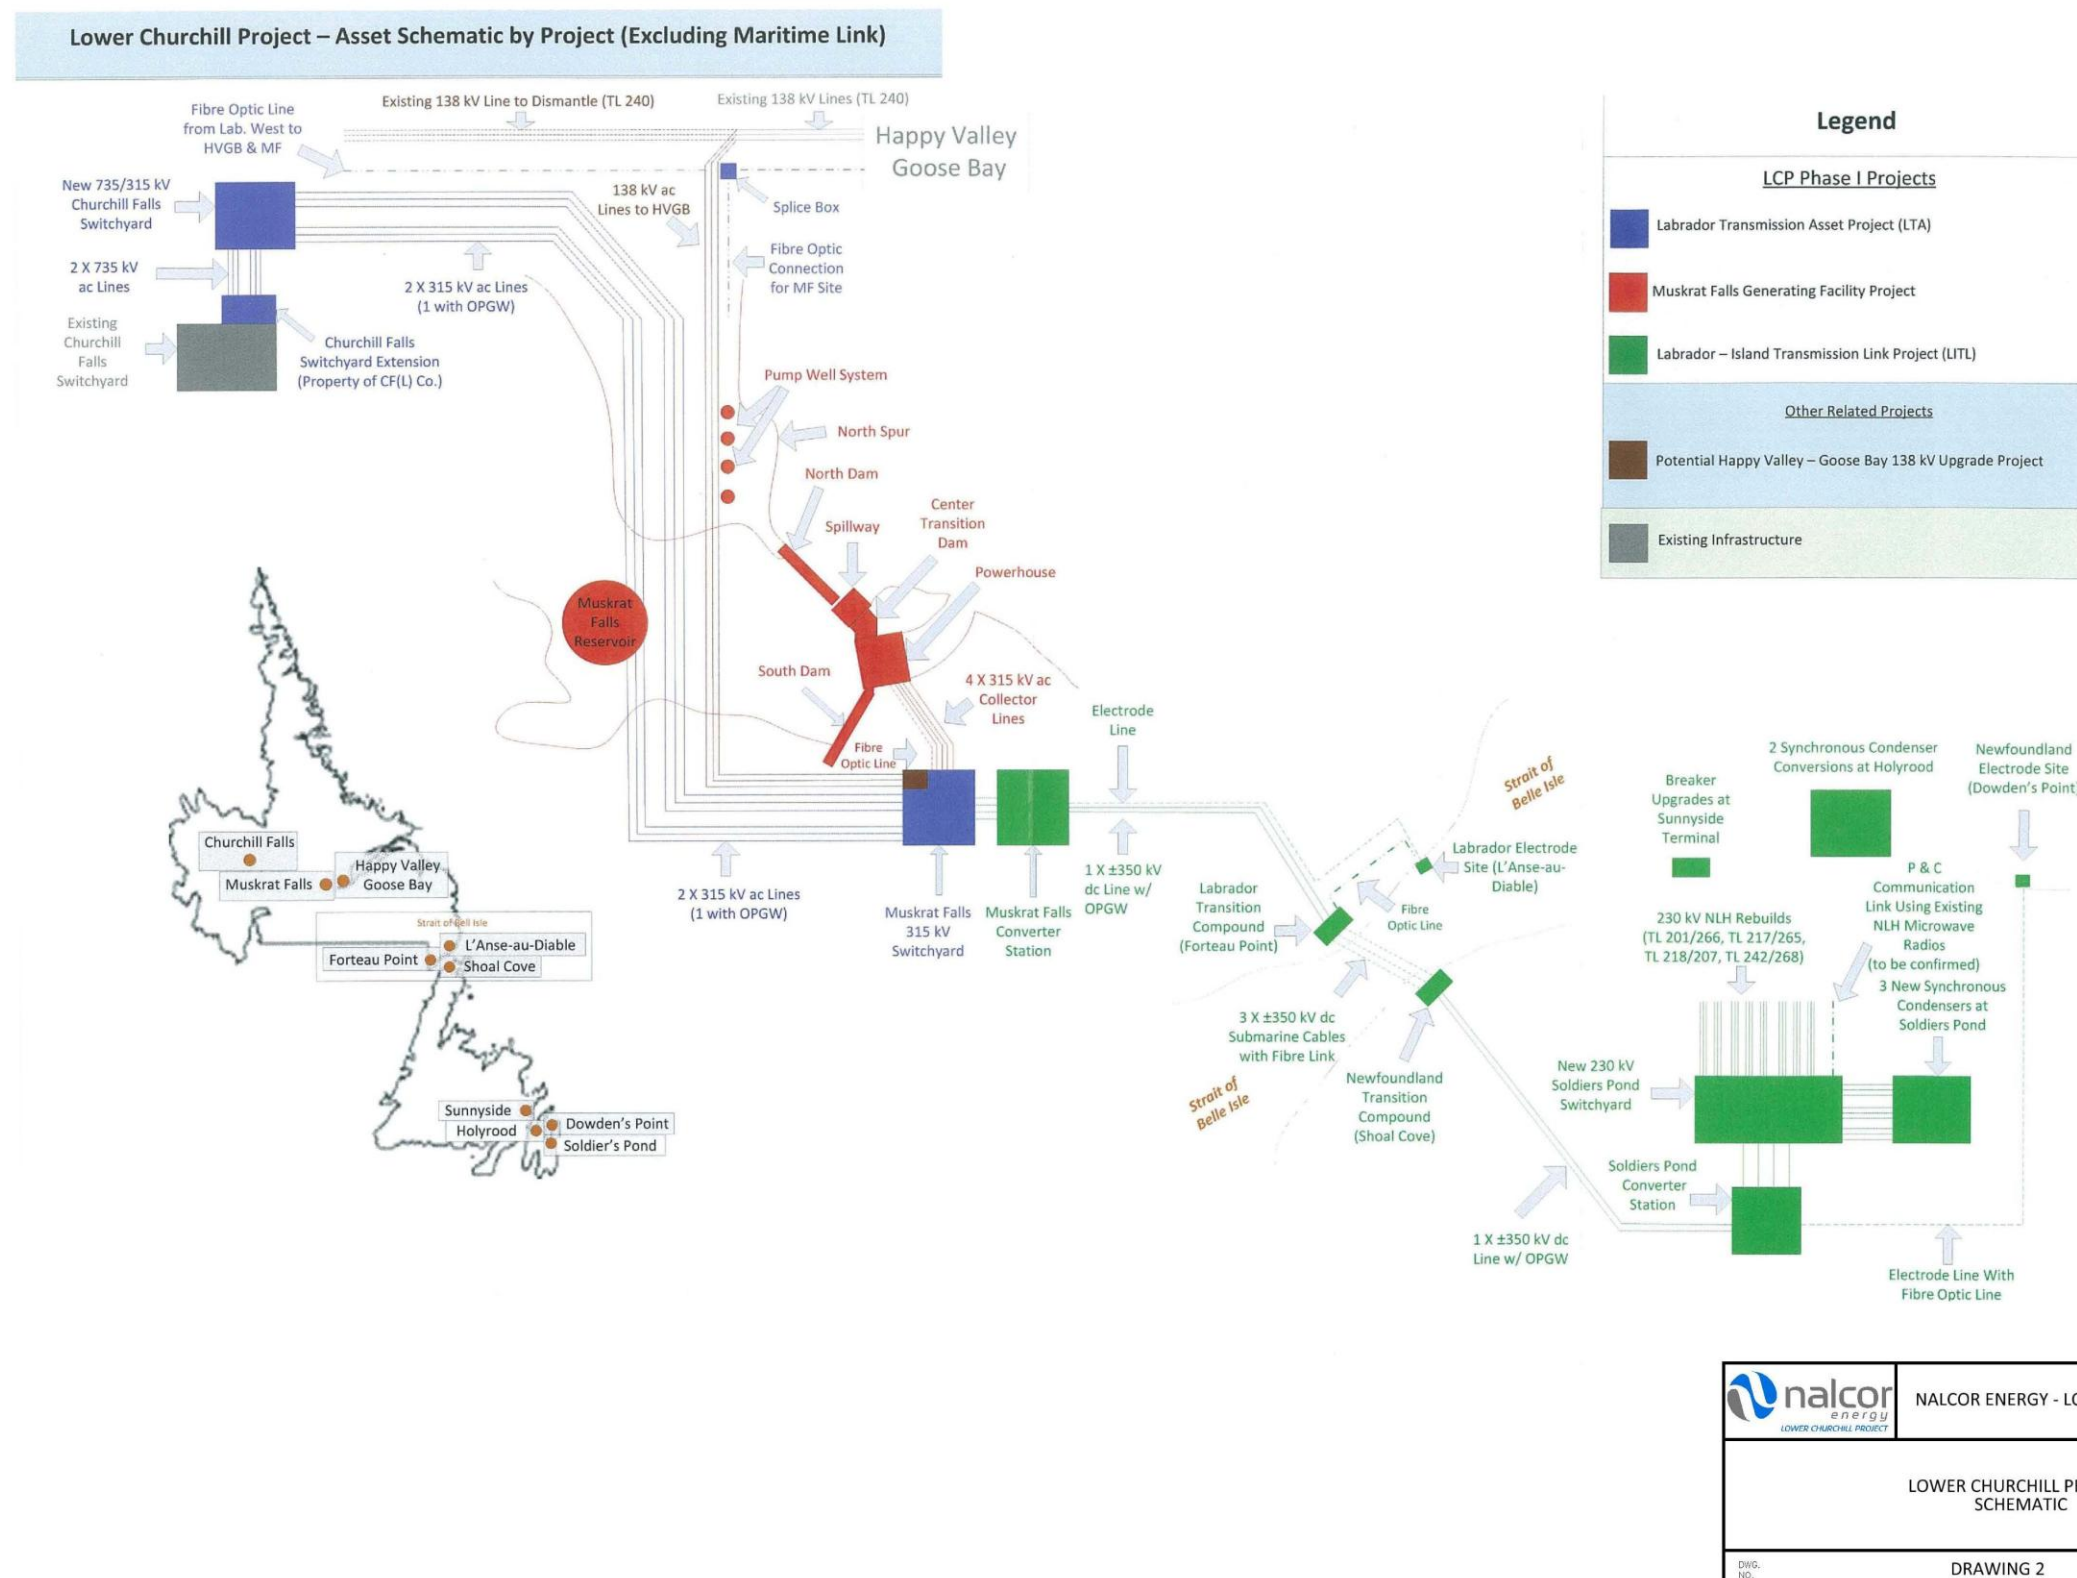 Lower Churchill Project – Asset Schematic by Project (Excluding Maritime Link)
Fibre Optic Line
from Lab. West to
HVGB & MF
Existing 138 kV Line to Dismantle (TL 240)
Existing 138 kV Lines (TL 240)
Happy Valley
Goose Bay
New 735/315 kV
Churchill Falls
Switchyard
138 kV ac
Lines to HVGB
Splice Box
Fibre Optic
Connection
for MF Site
2 X 735 kV
ac Lines
2 X 315 kV ac Lines
(1 with OPGW)
Existing
Churchill
Falls
Switchyard
Churchill Falls
Switchyard Extension
(Property of CF(L) Co.)
Pump Well System
North Spur
North Dam
Spillway
Center
Transition
Dam
Powerhouse
Muskrat
Falls
Reservoir
South Dam
4 X 315 kV ac
Collector
Lines
Fibre
Optic Line
Electrode
Line
2 X 315 kV ac Lines
(1 with OPGW)
Muskrat Falls
315 kV
Switchyard
Muskrat Falls
Converter
Station
1 X ±350 kV
dc Line w/
OPGW
Labrador
Transition
Compound
(Forteau Point)
Strait of
Belle Isle
Labrador Electrode
Site (L'Anse-au-
Diable)
Fibre
Optic Line
3 X ±350 kV dc
Submarine Cables
with Fibre Link
Strait of
Belle Isle
Newfoundland
Transition
Compound
(Shoal Cove)
1 X ±350 kV dc
Line w/ OPGW
Breaker
Upgrades at
Sunnyside
Terminal
2 Synchronous Condenser
Conversions at Holyrood
Newfoundland
Electrode Site
(Dowden's Point)
230 kV NLH Rebuilds
(TL 201/266, TL 217/265,
TL 218/207, TL 242/268)
P & C
Communication
Link Using Existing
NLH Microwave
Radios
(to be confirmed)
3 New Synchronous
Condensers at
Soldiers Pond
New 230 kV
Soldiers Pond
Switchyard
Soldiers Pond
Converter
Station
Electrode Line With
Fibre Optic Line
Churchill Falls
Muskrat Falls
Happy Valley
Goose Bay
Strait of Bell Isle
L'Anse-au-Diable
Forteau Point
Shoal Cove
Sunnyside
Holyrood
Dowden's Point
Soldier's Pond
Legend
LCP Phase I Projects
Labrador Transmission Asset Project (LTA)
Muskrat Falls Generating Facility Project
Labrador – Island Transmission Link Project (LITL)
Other Related Projects
Potential Happy Valley – Goose Bay 138 kV Upgrade Project
Existing Infrastructure
nalcor
energy
LOWER CHURCHILL PROJECT
NALCOR ENERGY - LO
LOWER CHURCHILL P
SCHEMATIC
DWG.
NO.
DRAWING 2